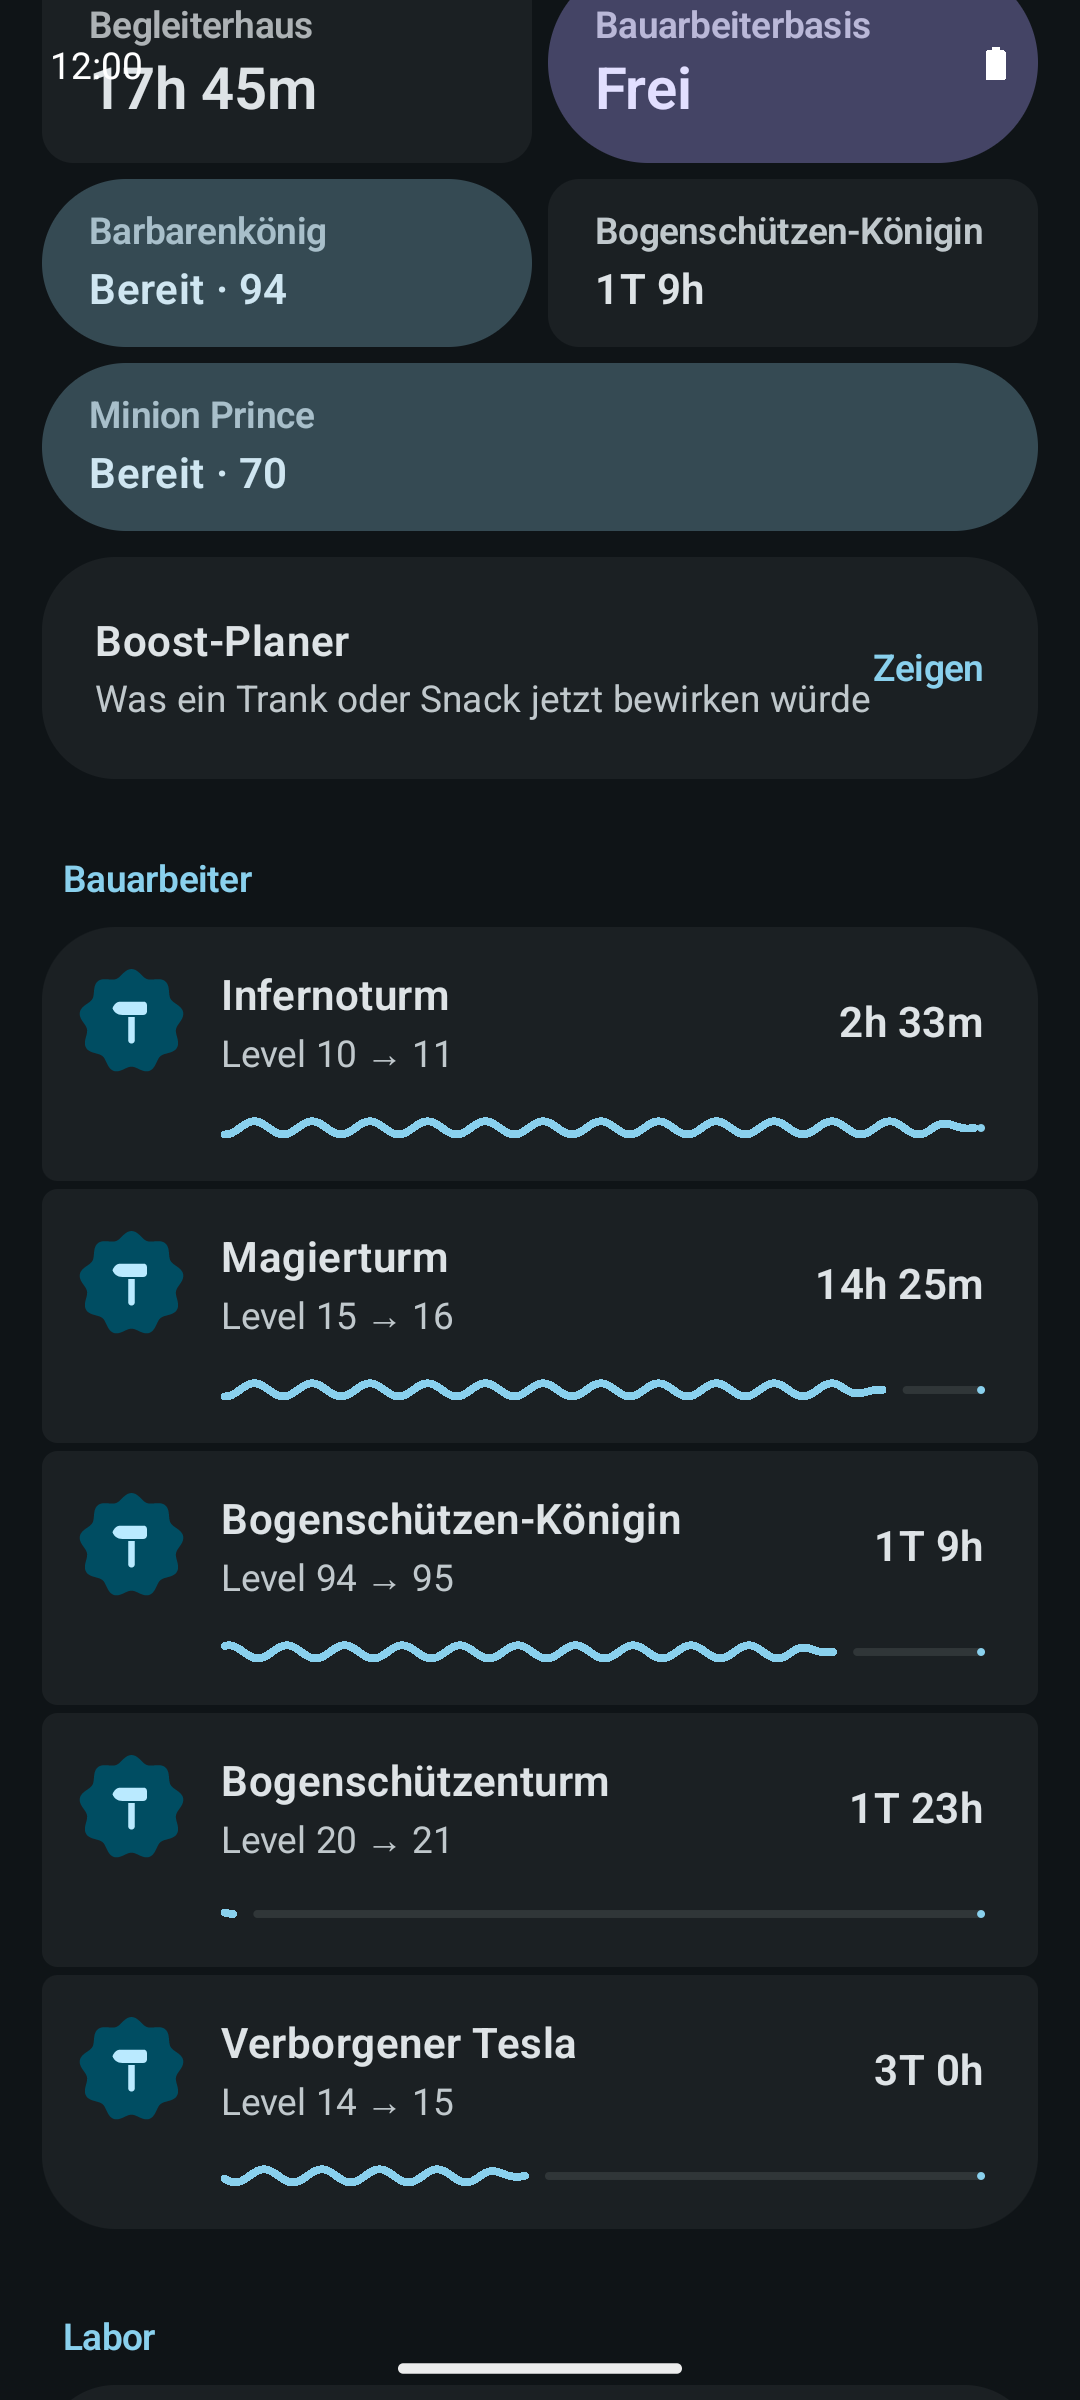 Begleiterhaus
17h 45m
Bauarbeiterbasis
Frei
12:00
Barbarenkönig
Bereit · 94
Bogenschützen-Königin
1T 9h
Minion Prince
Bereit · 70
Boost-Planer
Was ein Trank oder Snack jetzt bewirken würde
Zeigen
Bauarbeiter
Infernoturm
Level 10 → 11
2h 33m
Magierturm
Level 15 → 16
14h 25m
Bogenschützen-Königin
Level 94 → 95
1T 9h
Bogenschützenturm
Level 20 → 21
1T 23h
Verborgener Tesla
Level 14 → 15
3T 0h
Labor